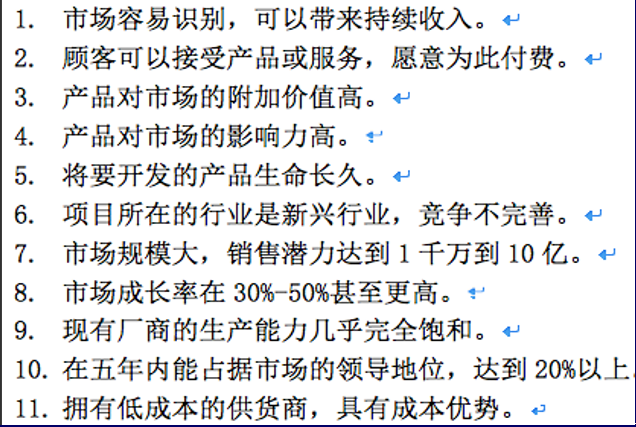 1. 市场容易识别，可以带来持续收入。
2. 顾客可以接受产品或服务，愿意为此付费。
3. 产品对市场的附加价值高。
4. 产品对市场的影响力高。
5. 将要开发的产品生命长久。
6. 项目所在的行业是新兴行业，竞争不完善。
7. 市场规模大，销售潜力达到1千万到10亿。
8. 市场成长率在30%-50%甚至更高。
9. 现有厂商的生产能力几乎完全饱和。
10. 在五年内能占据市场的领导地位，达到20%以上
11. 拥有低成本的供货商，具有成本优势。